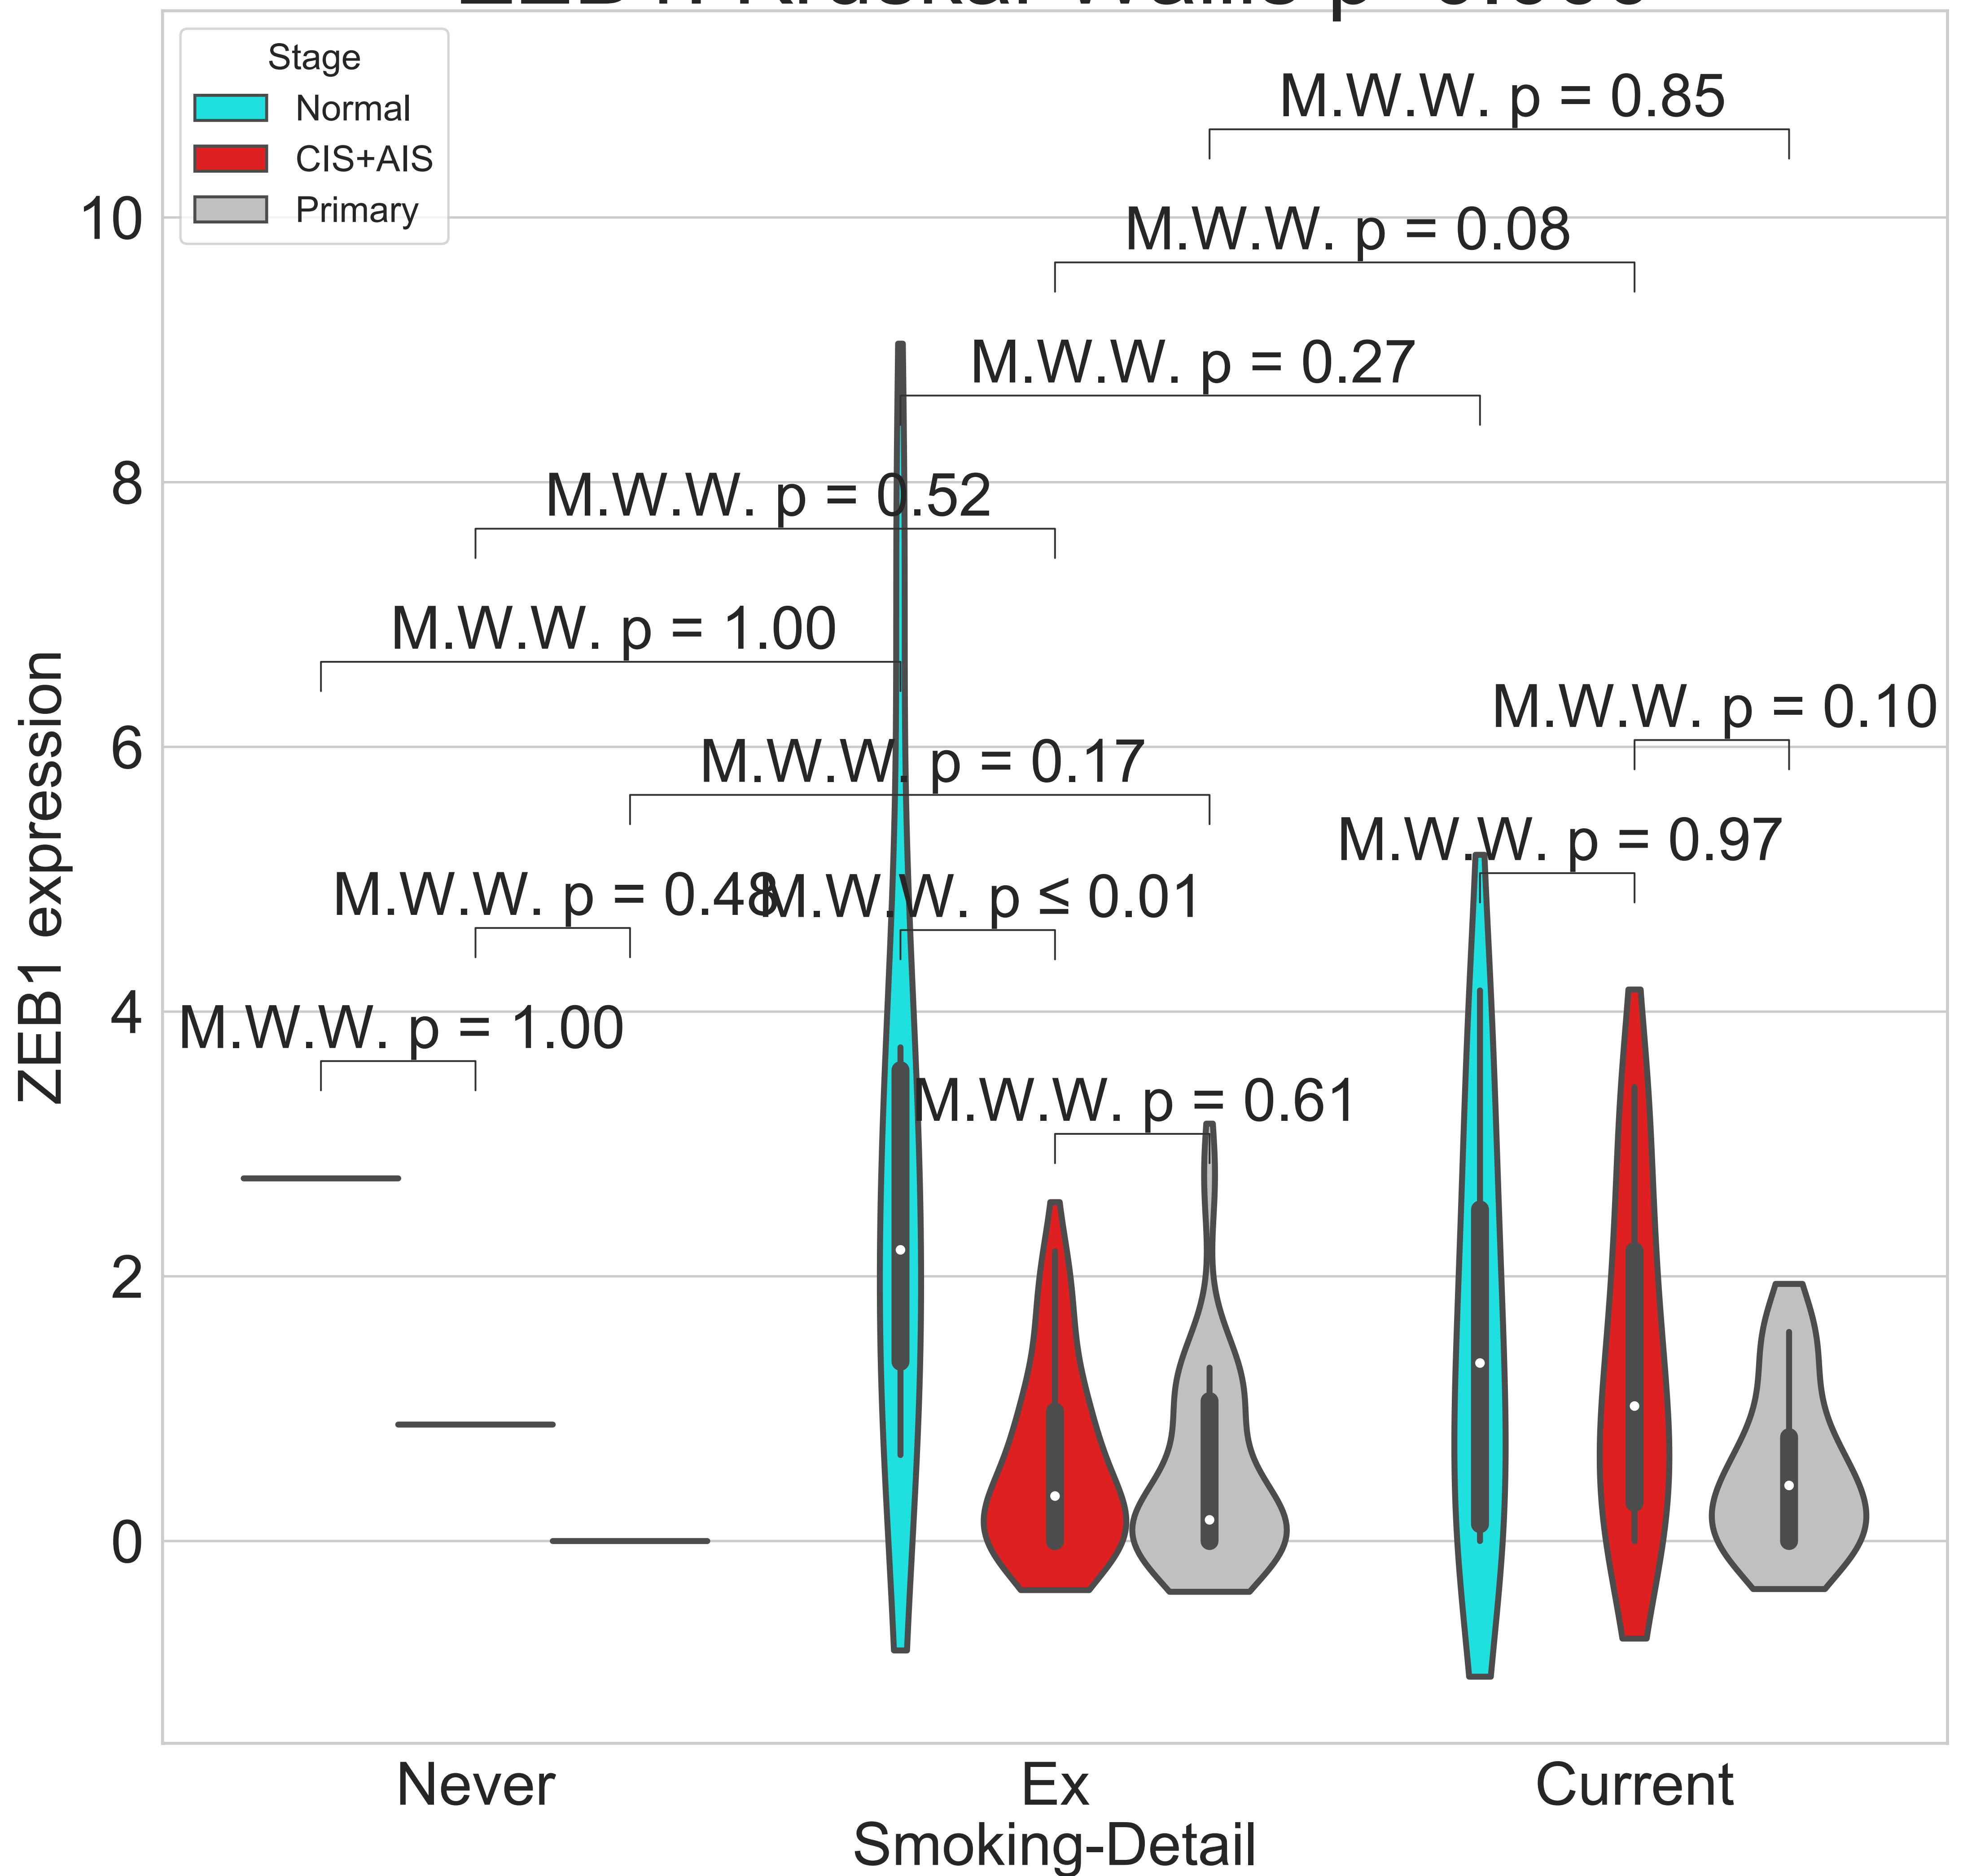 Stage
Normal
CIS+AIS
Primary
M.W.W. p = 0.85
M.W.W. p = 0.08
M.W.W. p = 0.27
M.W.W. p = 0.52
M.W.W. p = 1.00
M.W.W. p = 0.10
M.W.W. p = 0.17
M.W.W. p = 0.97
M.W.W. p = 0.48
M.W.W. p ≤ 0.01
M.W.W. p = 1.00
M.W.W. p = 0.61
10
8
6
4
2
0
ZEB1 expression
Never
Ex
Current
Smoking-Detail